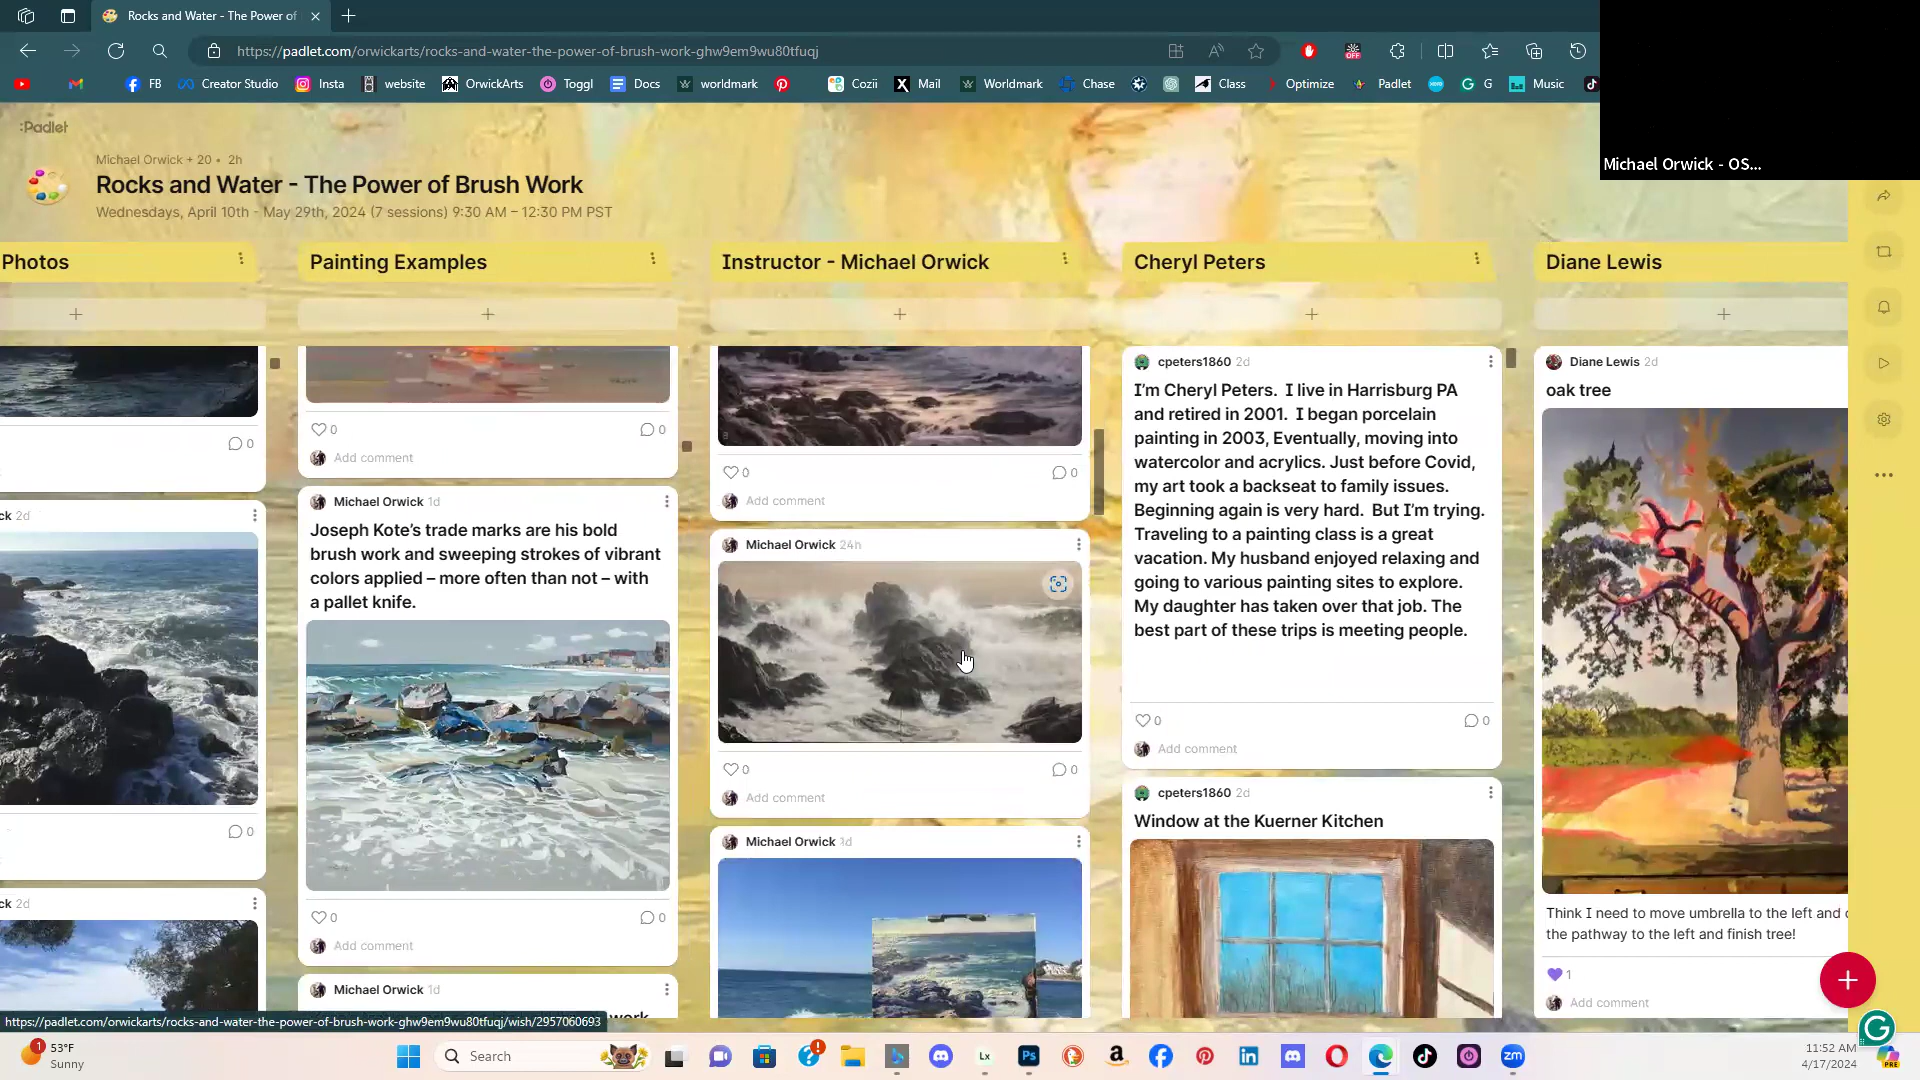 Rocks and Water - The Power of
https://padlet.com/orwickarts/rocks-and-water-the-power-of-brush-work-ghw9em9wu80tfuqj
OFF
FB
Creator Studio
Insta
website
OrwickArts
Toggl
Docs
worldmark
Cozii
Mail
Worldmark
Chase
Class
Optimize
Padlet
G
Music
Michael Orwick - OS...
:Padlet
Michael Orwick + 20 • 2h
Rocks and Water - The Power of Brush Work
Wednesdays, April 10th - May 29th, 2024 (7 sessions) 9:30 AM – 12:30 PM PST
Photos
Painting Examples
Instructor - Michael Orwick
Cheryl Peters
Diane Lewis
0
ck 2d
0
ck 2d
0
0
Add comment
Michael Orwick 1d
Joseph Kote's trade marks are his bold
brush work and sweeping strokes of vibrant
colors applied – more often than not – with
a pallet knife.
0
0
Add comment
Michael Orwick 1d
work
0
0
Add comment
Michael Orwick 24h
0
0
Add comment
Michael Orwick 1d
cpeters1860 2d
I'm Cheryl Peters. I live in Harrisburg PA
and retired in 2001. I began porcelain
painting in 2003, Eventually, moving into
watercolor and acrylics. Just before Covid,
my art took a backseat to family issues.
Beginning again is very hard. But I'm trying.
Traveling to a painting class is a great
vacation. My husband enjoyed relaxing and
going to various painting sites to explore.
My daughter has taken over that job. The
best part of these trips is meeting people.
0
0
Add comment
cpeters1860 2d
Window at the Kuerner Kitchen
Diane Lewis 2d
oak tree
Think I need to move umbrella to the left and
the pathway to the left and finish tree!
1
Add comment
https://padlet.com/orwickarts/rocks-and-water-the-power-of-brush-work-ghw9em9wu80tfuqj/wish/2957060693
1
53°F
Sunny
Search
Lx
Ps
zm
11:52 AM
4/17/2024
PRE